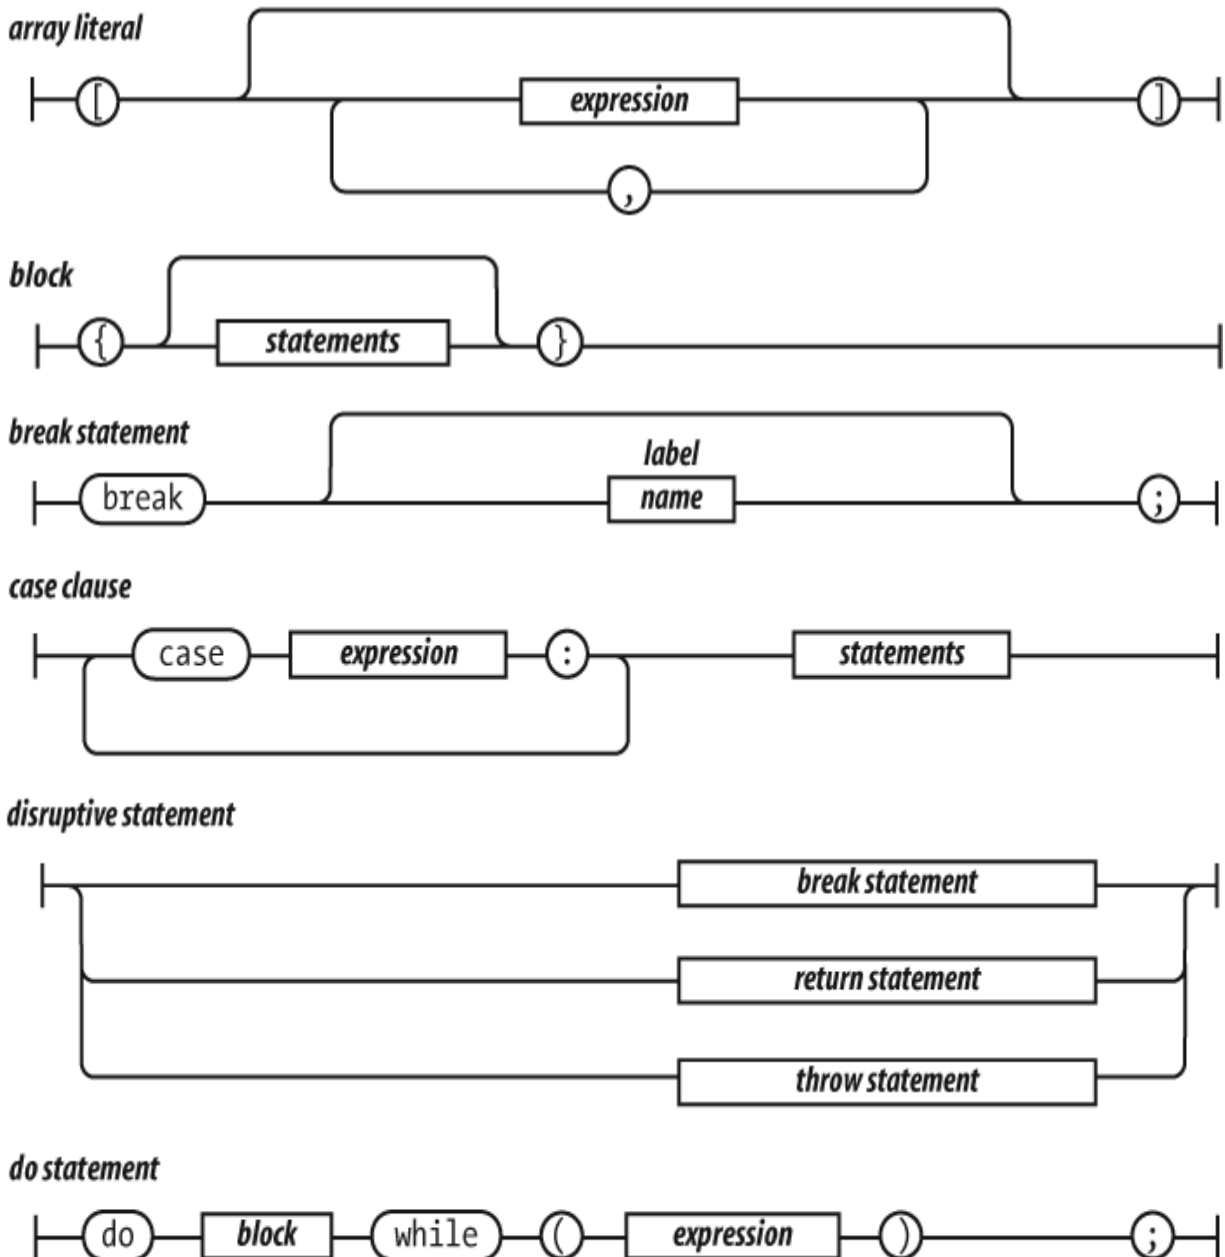 array literal
[ expression ]
,
block
{ statements }
break statement
label
break name ;
case clause
case expression : statements
disruptive statement
break statement
return statement
throw statement
do statement
do block while ( expression ) ;